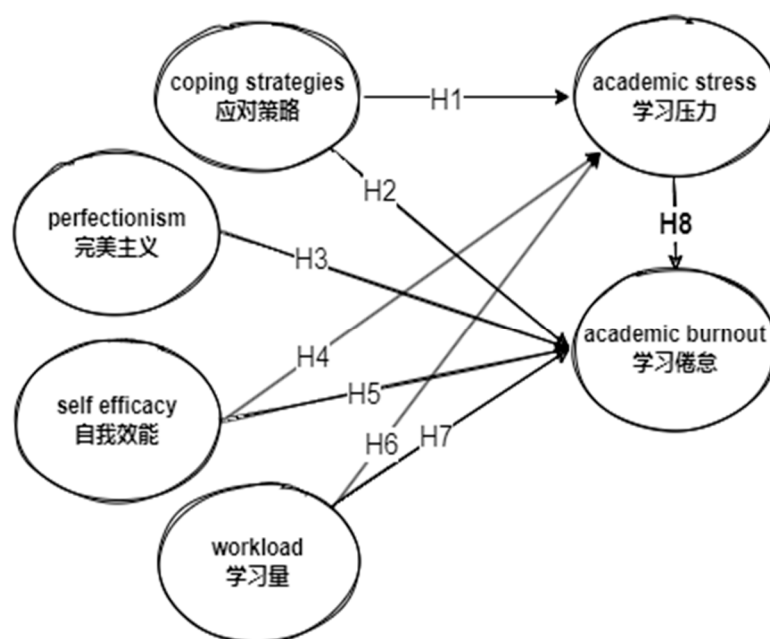 coping strategies
应对策略
H1
academic stress
学习压力
H2
perfectionism
完美主义
H3
H8
academic burnout
学习倦怠
H4
self efficacy
自我效能
H5
H6
H7
workload
学习量